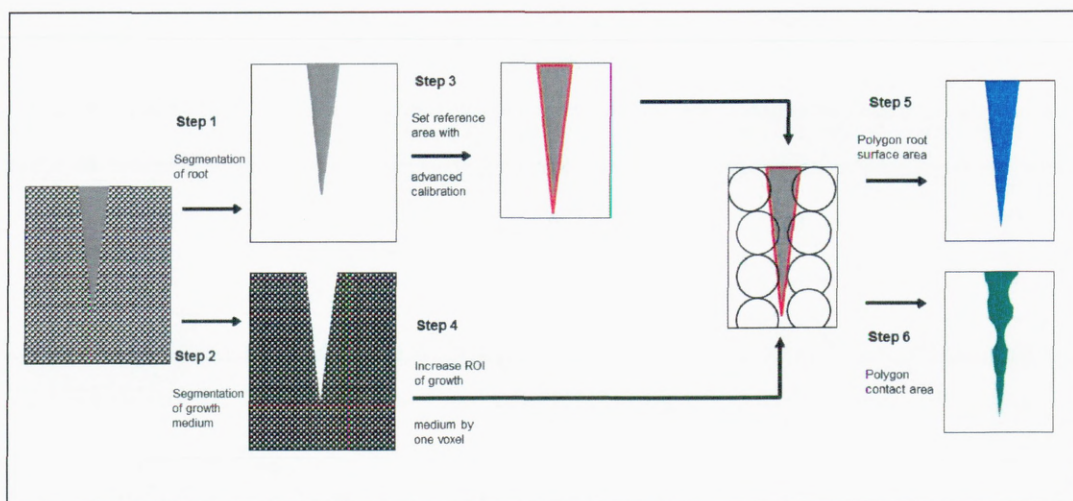 Step 1
Segmentation
of root
Step 2
Segmentation
of growth
medium
Step 3
Set reference
area with
advanced
calibration
Step 4
Increase ROI
of growth
medium by
one voxel
Step 5
Polygon root
surface area
Step 6
Polygon
contact area